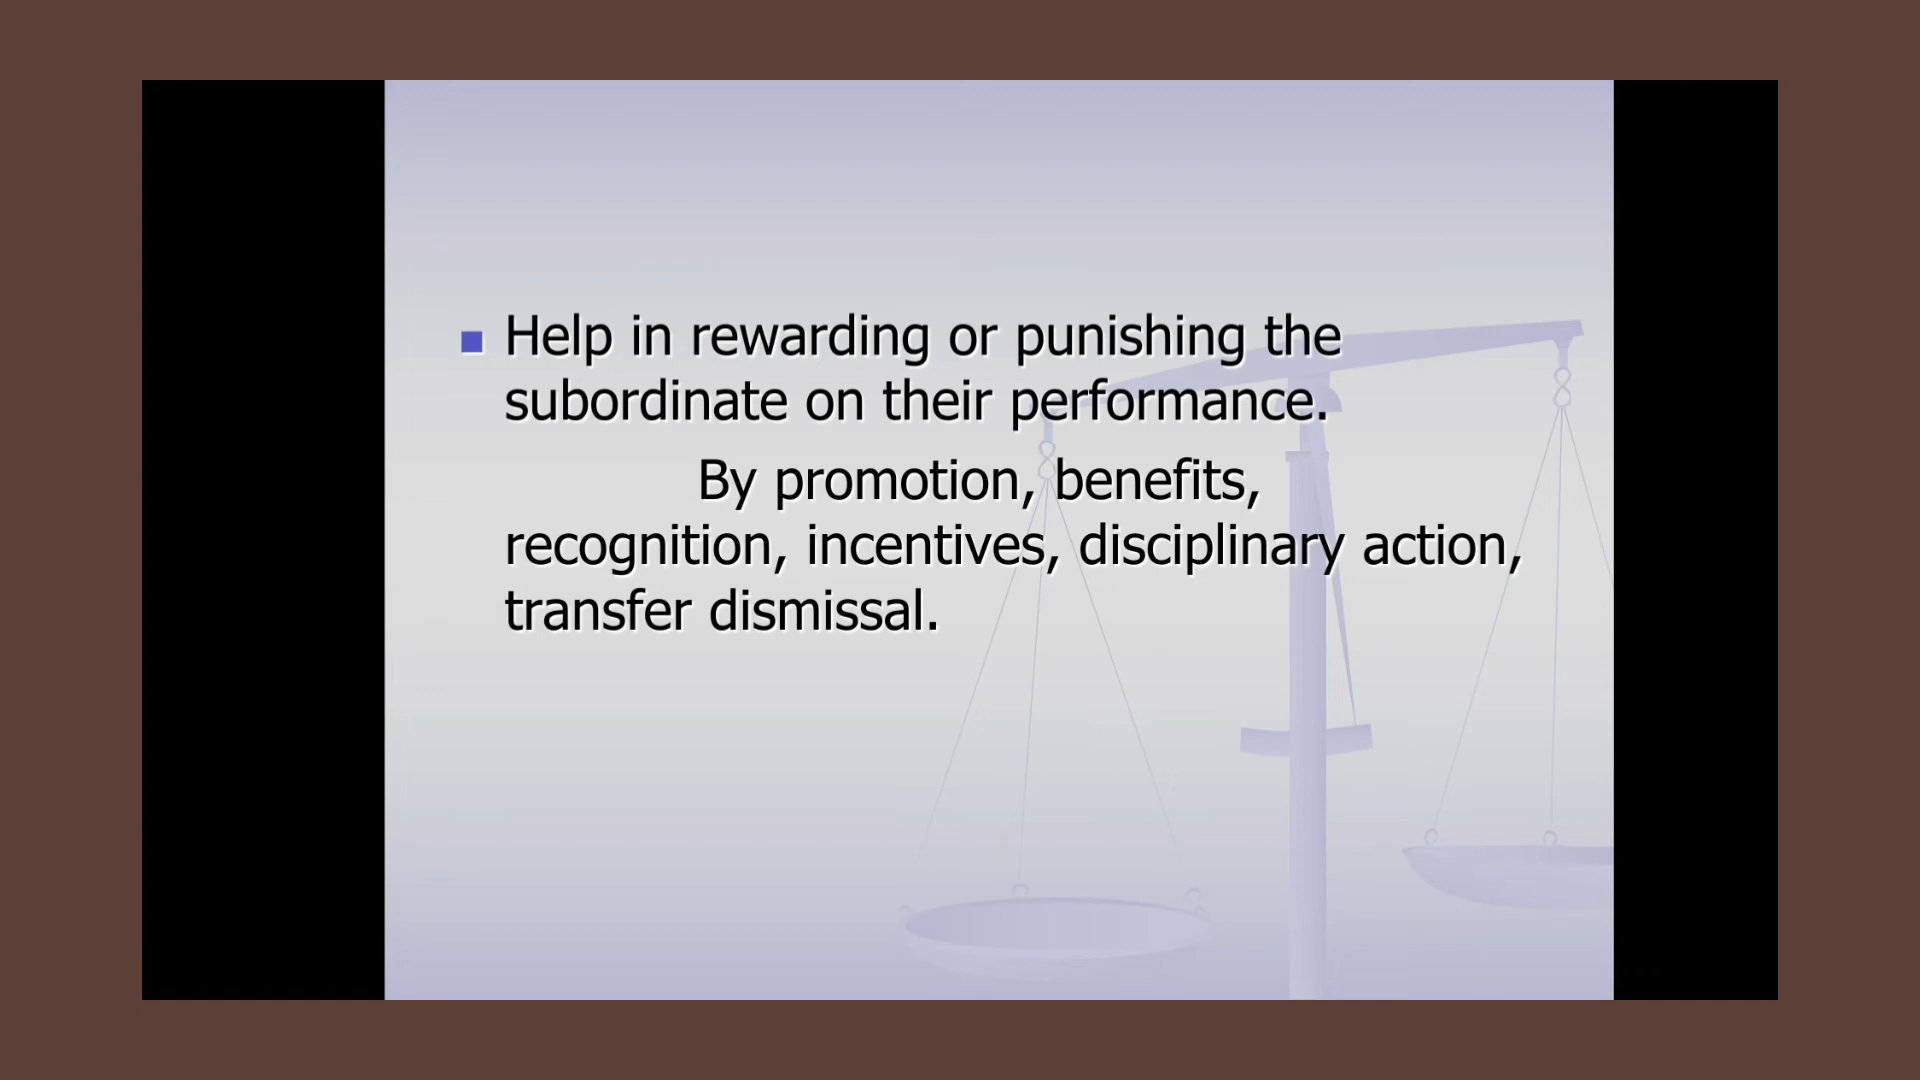 Help in rewarding or punishing the
subordinate on their performance.
By promotion, benefits,
recognition, incentives, disciplinary action,
transfer dismissal.